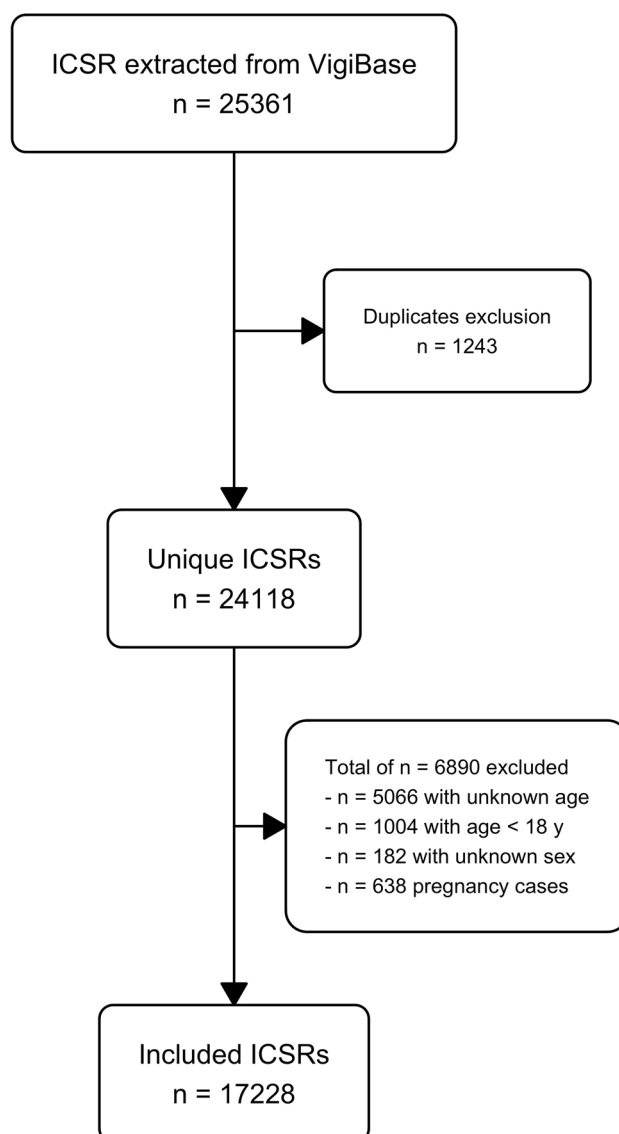 ICSR extracted from VigiBase
n = 25361
Duplicates exclusion
n = 1243
Unique ICSRs
n = 24118
Total of n = 6890 excluded
- n = 5066 with unknown age
- n = 1004 with age < 18 y
- n = 182 with unknown sex
- n = 638 pregnancy cases
Included ICSRs
n = 17228